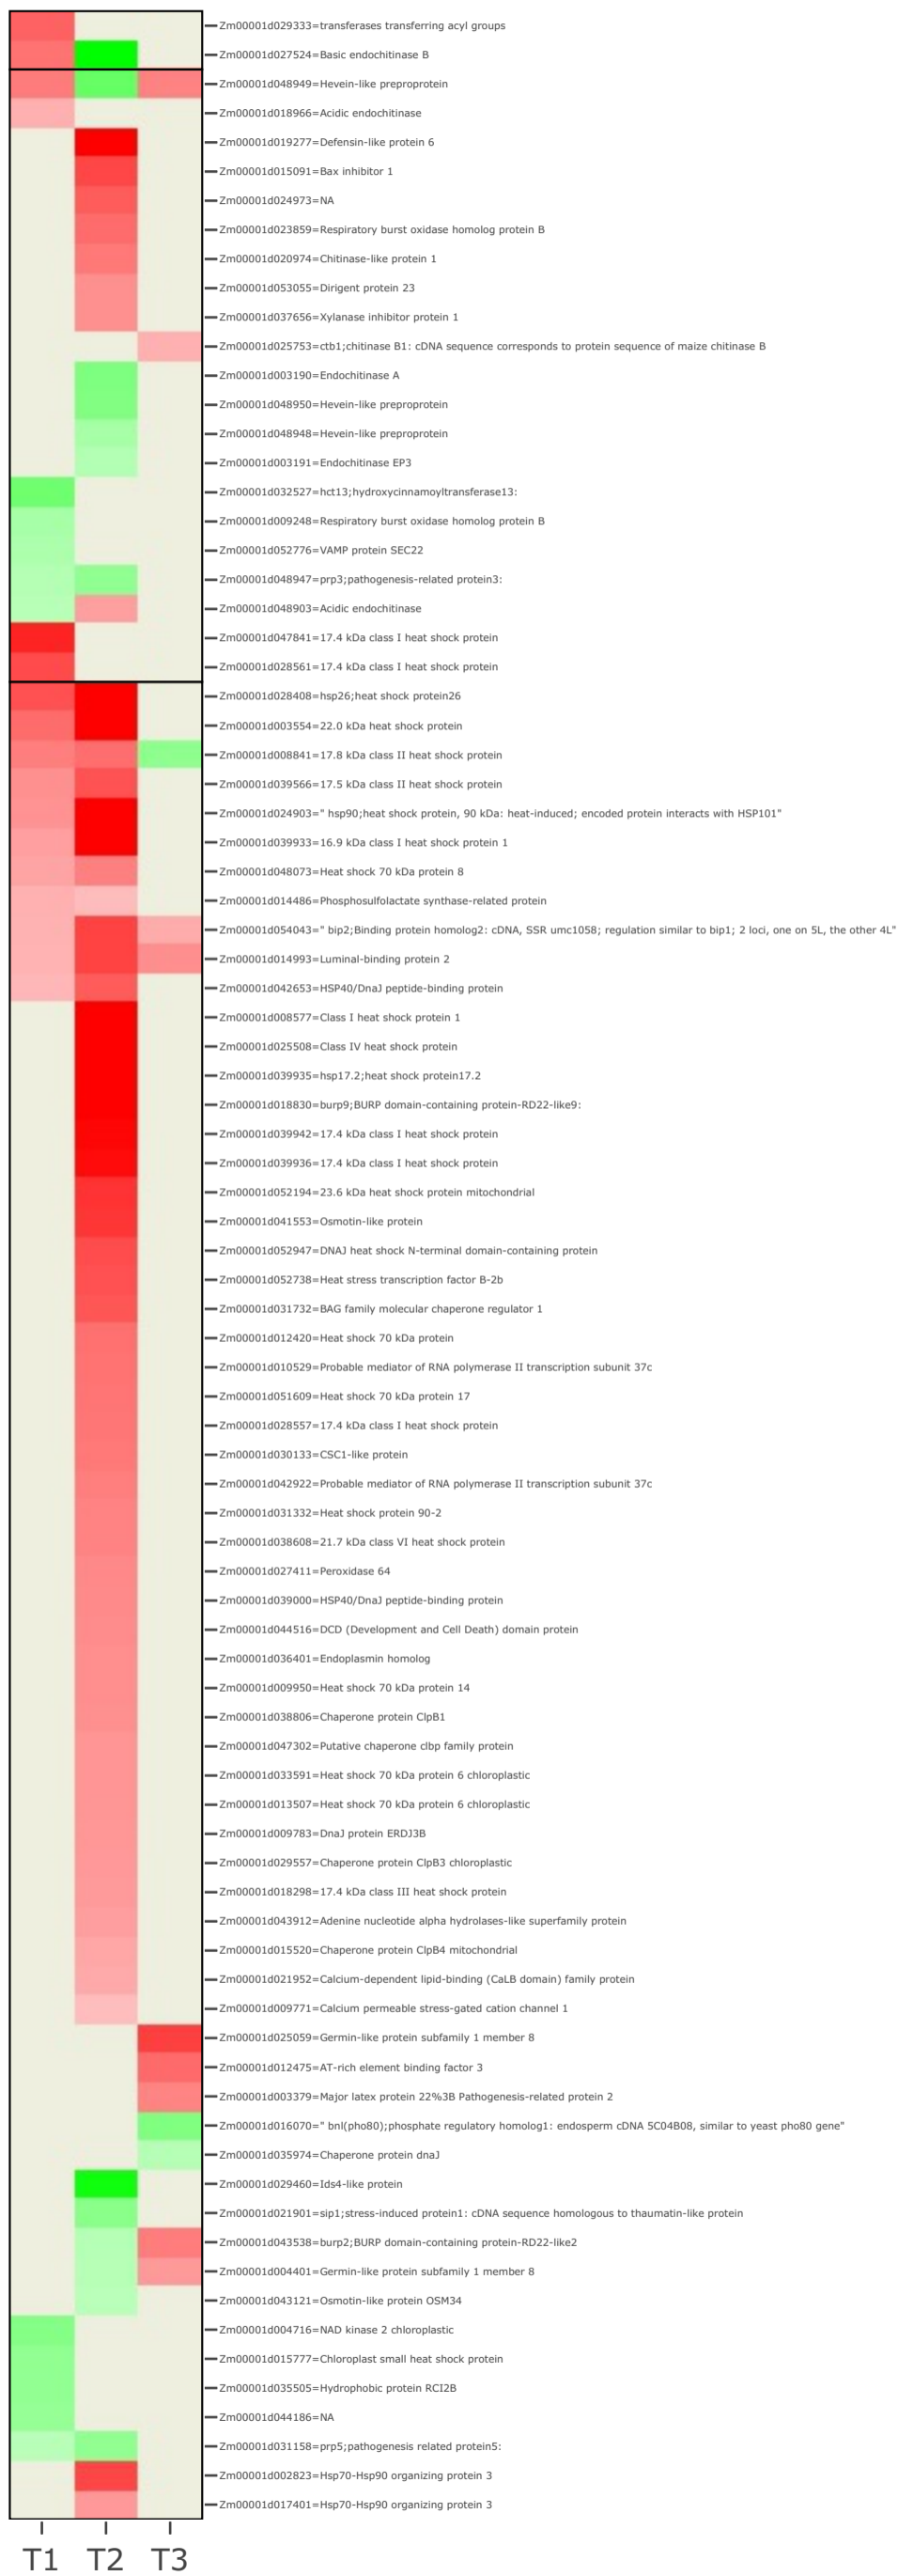 Zm00001d029333=transferases transferring acyl groups
Zm00001d027524=Basic endochitinase B
Zm00001d048949=Hevein-like preproprotein
Zm00001d018966=Acidic endochitinase
Zm00001d019277=Defensin-like protein 6
Zm00001d015091=Bax inhibitor 1
Zm00001d024973=NA
Zm00001d023859=Respiratory burst oxidase homolog protein B
Zm00001d020974=Chitinase-like protein 1
Zm00001d053055=Dirigent protein 23
Zm00001d037656=Xylanase inhibitor protein 1
Zm00001d025753=ctb1;chitinase B1: cDNA sequence corresponds to protein sequence of maize chitinase B
Zm00001d003190=Endochitinase A
Zm00001d048950=Hevein-like preproprotein
Zm00001d048948=Hevein-like preproprotein
Zm00001d003191=Endochitinase EP3
Zm00001d032527=hct13;hydroxycinnamoyltransferase13:
Zm00001d009248=Respiratory burst oxidase homolog protein B
Zm00001d052776=VAMP protein SEC22
Zm00001d048947=prp3;pathogenesis-related protein3:
Zm00001d048903=Acidic endochitinase
Zm00001d047841=17.4 kDa class I heat shock protein
Zm00001d028561=17.4 kDa class I heat shock protein
Zm00001d028408=hsp26;heat shock protein26
Zm00001d003554=22.0 kDa heat shock protein
Zm00001d008841=17.8 kDa class II heat shock protein
Zm00001d039566=17.5 kDa class II heat shock protein
Zm00001d024903=" hsp90;heat shock protein, 90 kDa: heat-induced; encoded protein interacts with HSP101"
Zm00001d039933=16.9 kDa class I heat shock protein 1
Zm00001d048073=Heat shock 70 kDa protein 8
Zm00001d014486=Phosphosulfolactate synthase-related protein
Zm00001d054043=" bip2;Binding protein homolog2: cDNA, SSR umc1058; regulation similar to bip1; 2 loci, one on 5L, the other 4L"
Zm00001d014993=Luminal-binding protein 2
Zm00001d042653=HSP40/DnaJ peptide-binding protein
Zm00001d008577=Class I heat shock protein 1
Zm00001d025508=Class IV heat shock protein
Zm00001d039935=hsp17.2;heat shock protein17.2
Zm00001d018830=burp9;BURP domain-containing protein-RD22-like9:
Zm00001d039942=17.4 kDa class I heat shock protein
Zm00001d039936=17.4 kDa class I heat shock protein
Zm00001d052194=23.6 kDa heat shock protein mitochondrial
Zm00001d041553=Osmotin-like protein
Zm00001d052947=DNAJ heat shock N-terminal domain-containing protein
Zm00001d052738=Heat stress transcription factor B-2b
Zm00001d031732=BAG family molecular chaperone regulator 1
Zm00001d012420=Heat shock 70 kDa protein
Zm00001d010529=Probable mediator of RNA polymerase II transcription subunit 37c
Zm00001d051609=Heat shock 70 kDa protein 17
Zm00001d028557=17.4 kDa class I heat shock protein
Zm00001d030133=CSC1-like protein
Zm00001d042922=Probable mediator of RNA polymerase II transcription subunit 37c
Zm00001d031332=Heat shock protein 90-2
Zm00001d038608=21.7 kDa class VI heat shock protein
Zm00001d027411=Peroxidase 64
Zm00001d039000=HSP40/DnaJ peptide-binding protein
Zm00001d044516=DCD (Development and Cell Death) domain protein
Zm00001d036401=Endoplasmin homolog
Zm00001d009950=Heat shock 70 kDa protein 14
Zm00001d038806=Chaperone protein ClpB1
Zm00001d047302=Putative chaperone clbp family protein
Zm00001d033591=Heat shock 70 kDa protein 6 chloroplastic
Zm00001d013507=Heat shock 70 kDa protein 6 chloroplastic
Zm00001d009783=DnaJ protein ERDJ3B
Zm00001d029557=Chaperone protein ClpB3 chloroplastic
Zm00001d018298=17.4 kDa class III heat shock protein
Zm00001d043912=Adenine nucleotide alpha hydrolases-like superfamily protein
Zm00001d015520=Chaperone protein ClpB4 mitochondrial
Zm00001d021952=Calcium-dependent lipid-binding (CaLB domain) family protein
Zm00001d009771=Calcium permeable stress-gated cation channel 1
Zm00001d025059=Germin-like protein subfamily 1 member 8
Zm00001d012475=AT-rich element binding factor 3
Zm00001d003379=Major latex protein 22%3B Pathogenesis-related protein 2
Zm00001d016070=" bnl(pho80);phosphate regulatory homolog1: endosperm cDNA 5C04B08, similar to yeast pho80 gene"
Zm00001d035974=Chaperone protein dnaJ
Zm00001d029460=Ids4-like protein
Zm00001d021901=sip1;stress-induced protein1: cDNA sequence homologous to thaumatin-like protein
Zm00001d043538=burp2;BURP domain-containing protein-RD22-like2
Zm00001d004401=Germin-like protein subfamily 1 member 8
Zm00001d043121=Osmotin-like protein OSM34
Zm00001d004716=NAD kinase 2 chloroplastic
Zm00001d015777=Chloroplast small heat shock protein
Zm00001d035505=Hydrophobic protein RCI2B
Zm00001d044186=NA
Zm00001d031158=prp5;pathogenesis related protein5:
Zm00001d002823=Hsp70-Hsp90 organizing protein 3
Zm00001d017401=Hsp70-Hsp90 organizing protein 3
T1 T2 T3